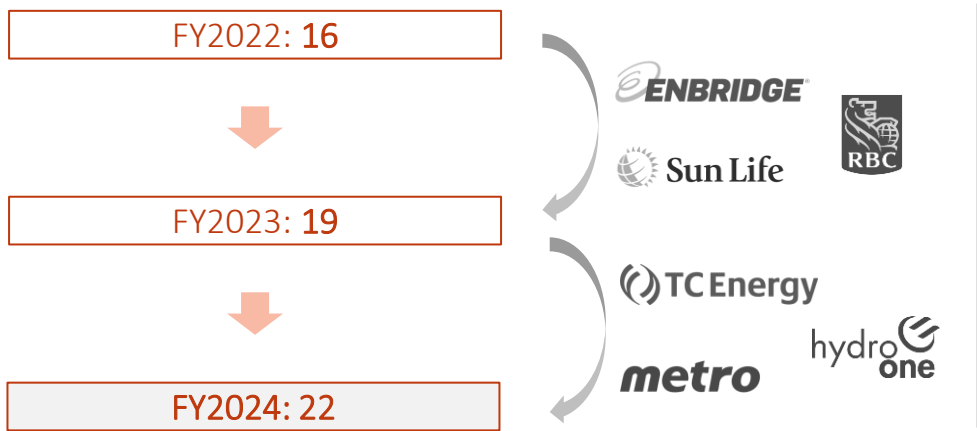 FY2022: 16
ENBRIDGE®
RBC
Sun Life
FY2023: 19
TC Energy
hydro
one
metro
FY2024: 22